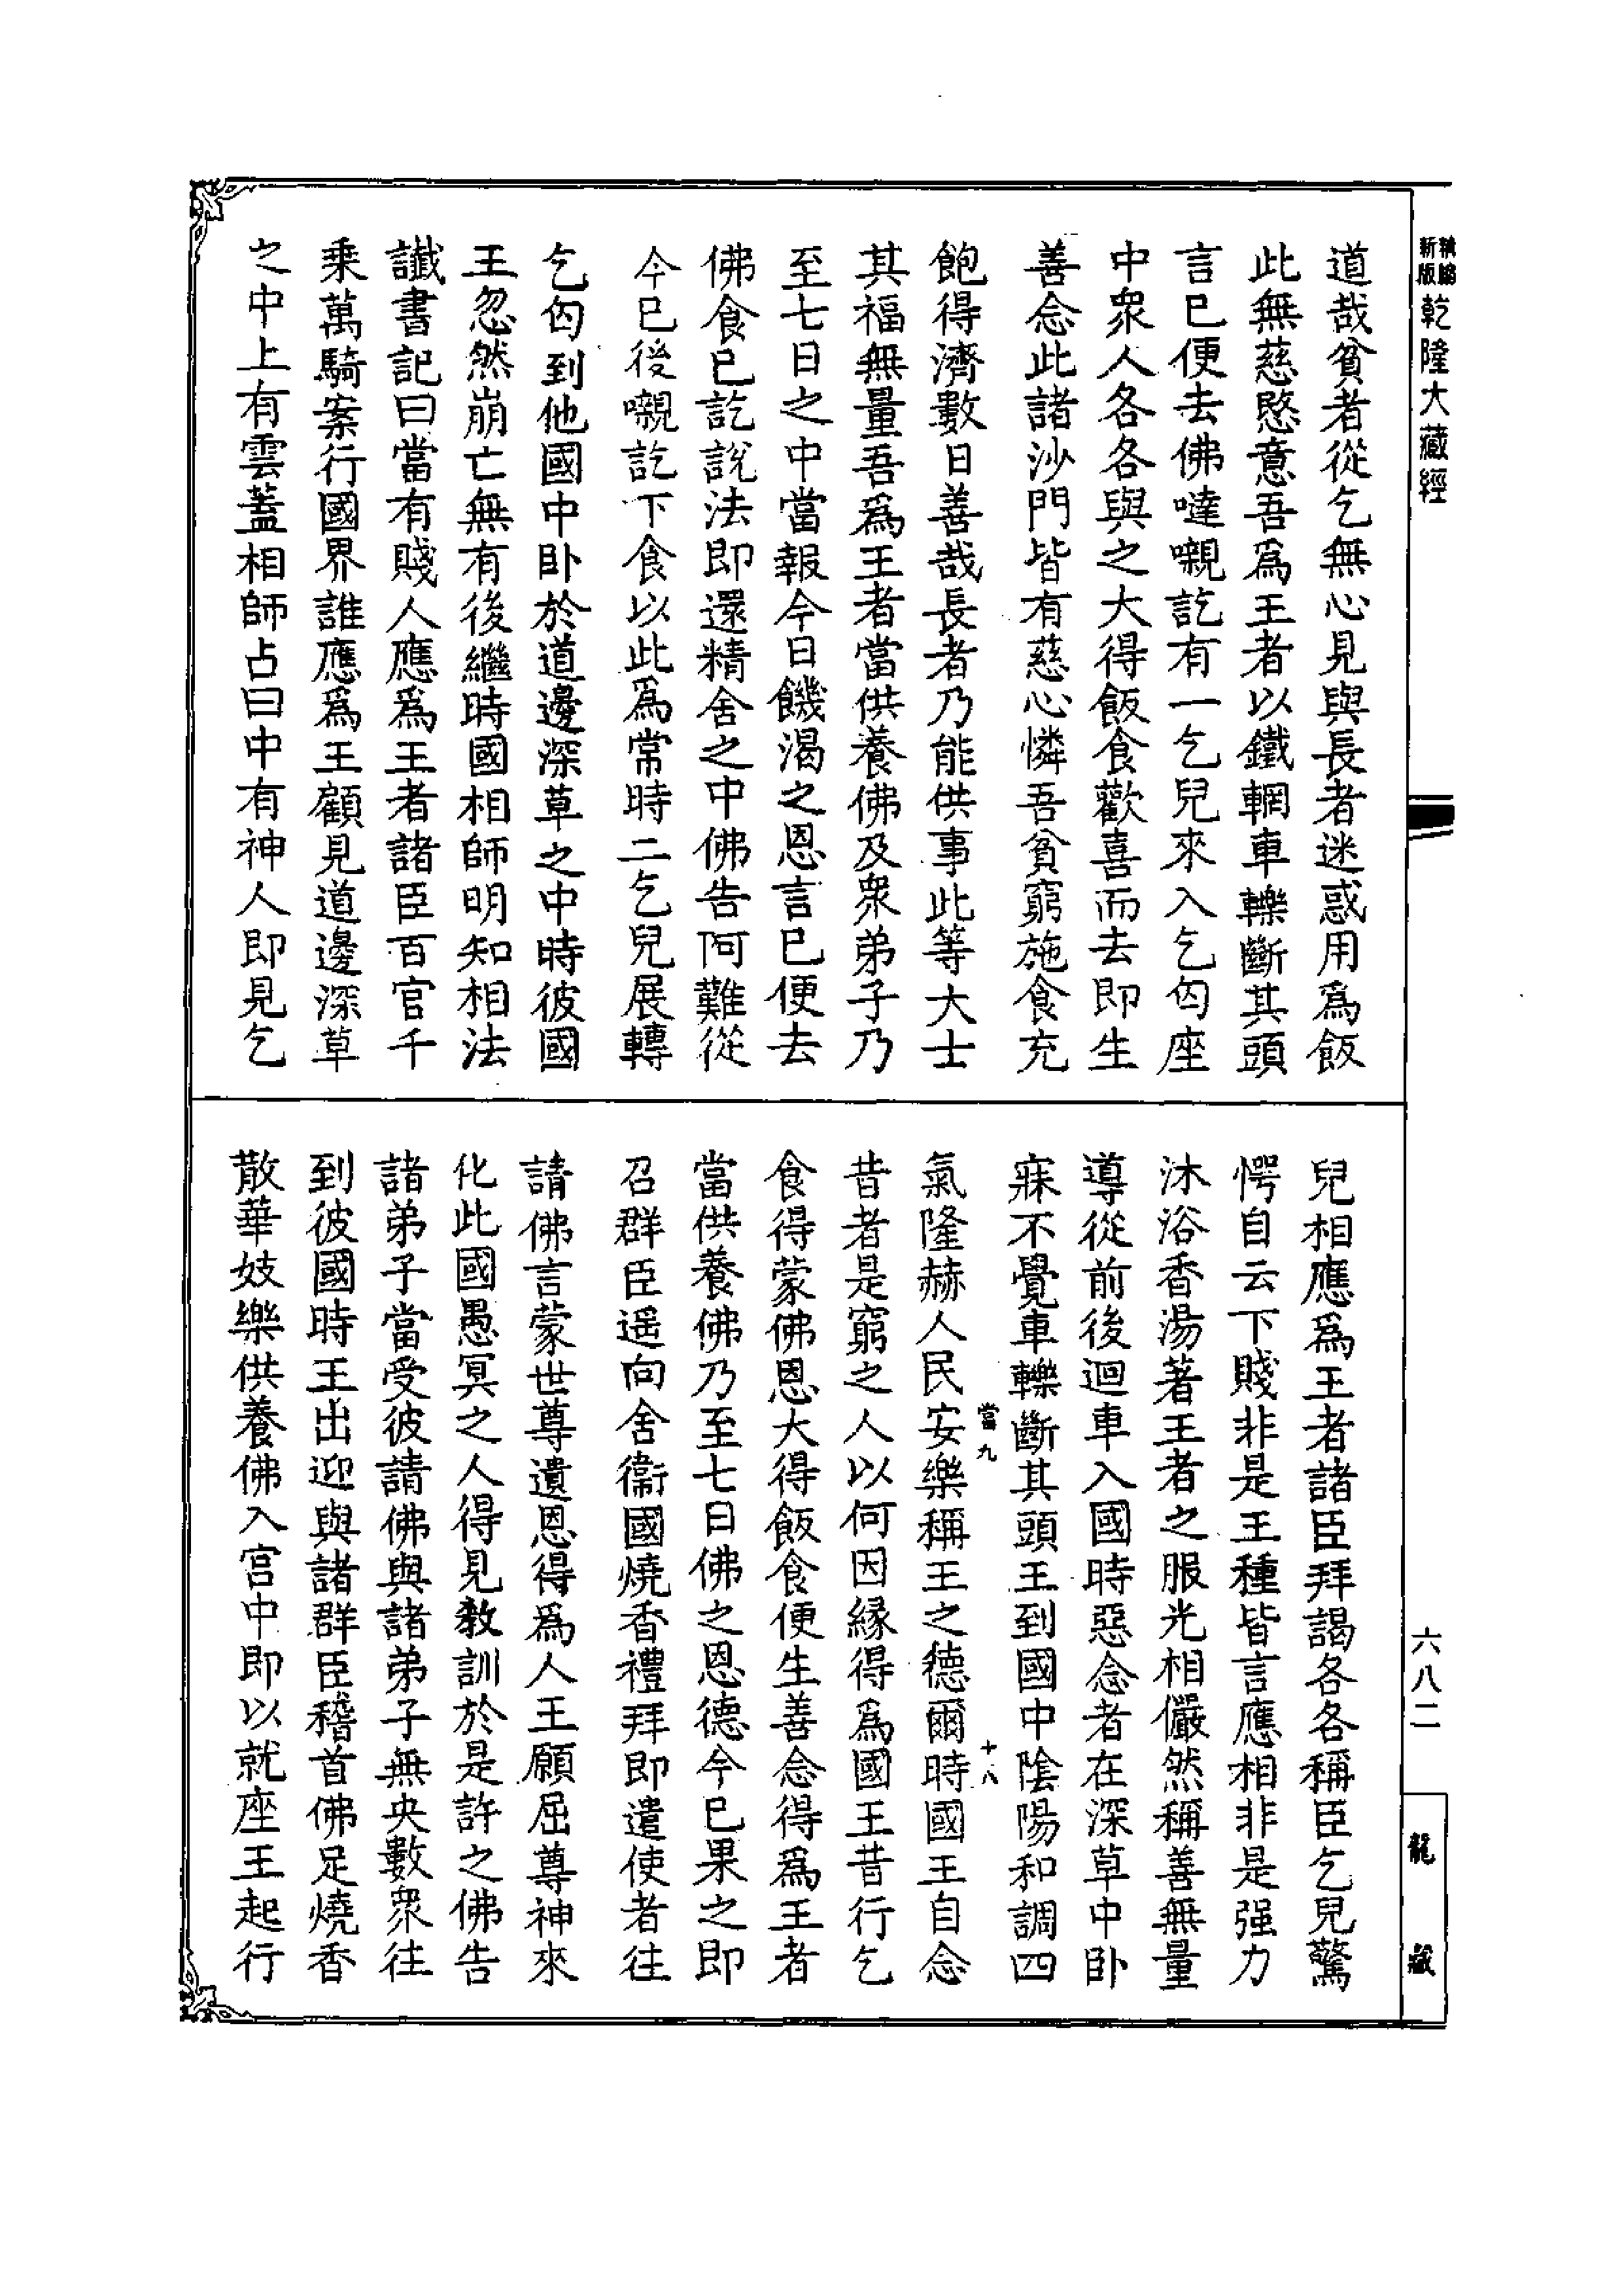 新版
精縮
乾隆大藏經
六八二
龍藏
道哉貧者從乞無心見與長者迷惑用爲飯
此無慈愍意吾爲王者以鐵輞車轢斷其頭
言已便去佛噠嚫訖有一乞兒來入乞匃座
中衆人各各與之大得飯食歡喜而去即生
善念此諸沙門皆有慈心憐吾貧窮施食充
飽得濟數日善哉長者乃能供事此等大士
其福無量吾爲王者當供養佛及衆弟子乃
至七日之中當報今日饑渴之恩言已便去
佛食已訖說法即還精舍之中佛告阿難從
今已後嚫訖下食以此爲常時二乞兒展轉
乞匃到他國中卧於道邊深草之中時彼國
王忽然崩亡無有後繼時國相師明知相法
讖書記曰當有賤人應爲王者諸臣百官千
乘萬騎案行國界誰應爲王顧見道邊深草
之中上有雲蓋相師占曰中有神人即見乞
兒相應爲王者諸臣拜謁各各稱臣乞兒驚
愕自云下賤非是王種皆言應相非是强力
沐浴香湯著王者之服光相儼然稱善無量
導從前後迴車入國時惡念者在深草中卧
寐不覺車轢斷其頭王到國中陰陽和調四
當九
十八
氣隆赫人民安樂稱王之德爾時國王自念
昔者是窮之人以何因緣得爲國王昔行乞
食得蒙佛恩大得飯食便生善念得爲王者
當供養佛乃至七日佛之恩德今已果之即
召群臣遥向舍衞國燒香禮拜即遣使者往
請佛言蒙世尊遺恩得爲人王願屈尊神來
化此國愚冥之人得見教訓於是許之佛告
諸弟子當受彼請佛與諸弟子無央數衆往
到彼國時王出迎與諸群臣稽首佛足燒香
散華妓樂供養佛入宫中即以就座王起行